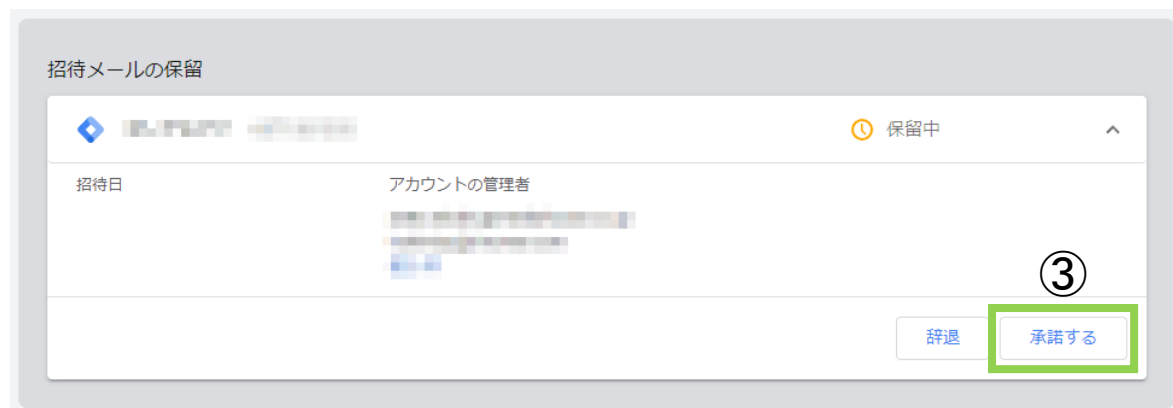 招待メールの保留
保留中
招待日
アカウントの管理者
③
辞退
承諾する